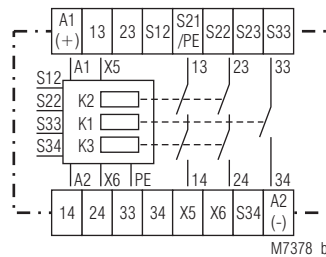 A1 (+) 13 23 S12 S21 /PE S22 S23 S33
A1 X5 13 23 33
S12
S22 K2
S33 K1
S34 K3
A2 X6 PE 14 24 34
14 24 33 34 X5 X6 S34 A2 (-)
M7378_b